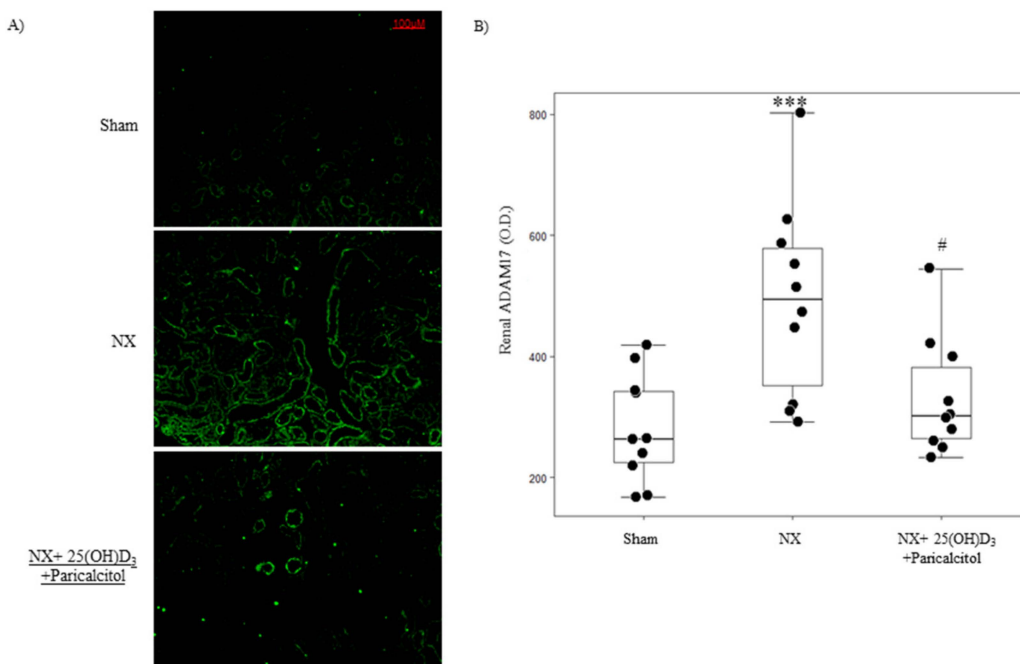 A)
100μM
Sham
NX
NX+ 25(OH)D₃
+Paricalcitol
B)
Renal ADAM17 (O.D.)
800
600
400
200
***
#
Sham
NX
NX+ 25(OH)D₃
+Paricalcitol